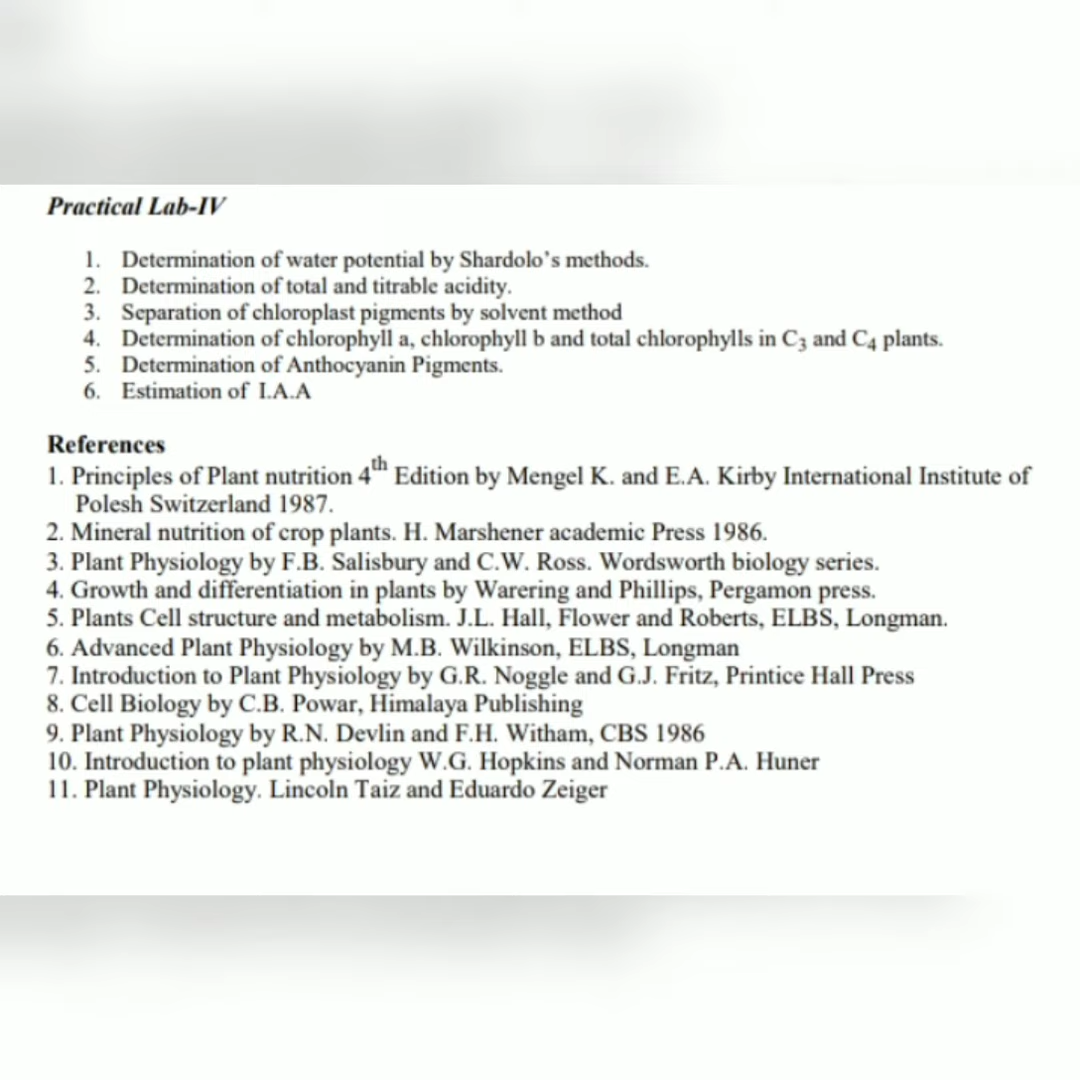 Practical Lab-IV
1. Determination of water potential by Shardolo's methods.
2. Determination of total and titrable acidity.
3. Separation of chloroplast pigments by solvent method
4. Determination of chlorophyll a, chlorophyll b and total chlorophylls in C3 and C4 plants.
5. Determination of Anthocyanin Pigments.
6. Estimation of I.A.A
References
1. Principles of Plant nutrition 4th Edition by Mengel K. and E.A. Kirby International Institute of
Polesh Switzerland 1987.
2. Mineral nutrition of crop plants. H. Marshener academic Press 1986.
3. Plant Physiology by F.B. Salisbury and C.W. Ross. Wordsworth biology series.
4. Growth and differentiation in plants by Warering and Phillips, Pergamon press.
5. Plants Cell structure and metabolism. J.L. Hall, Flower and Roberts, ELBS, Longman.
6. Advanced Plant Physiology by M.B. Wilkinson, ELBS, Longman
7. Introduction to Plant Physiology by G.R. Noggle and G.J. Fritz, Printice Hall Press
8. Cell Biology by C.B. Powar, Himalaya Publishing
9. Plant Physiology by R.N. Devlin and F.H. Witham, CBS 1986
10. Introduction to plant physiology W.G. Hopkins and Norman P.A. Huner
11. Plant Physiology. Lincoln Taiz and Eduardo Zeiger